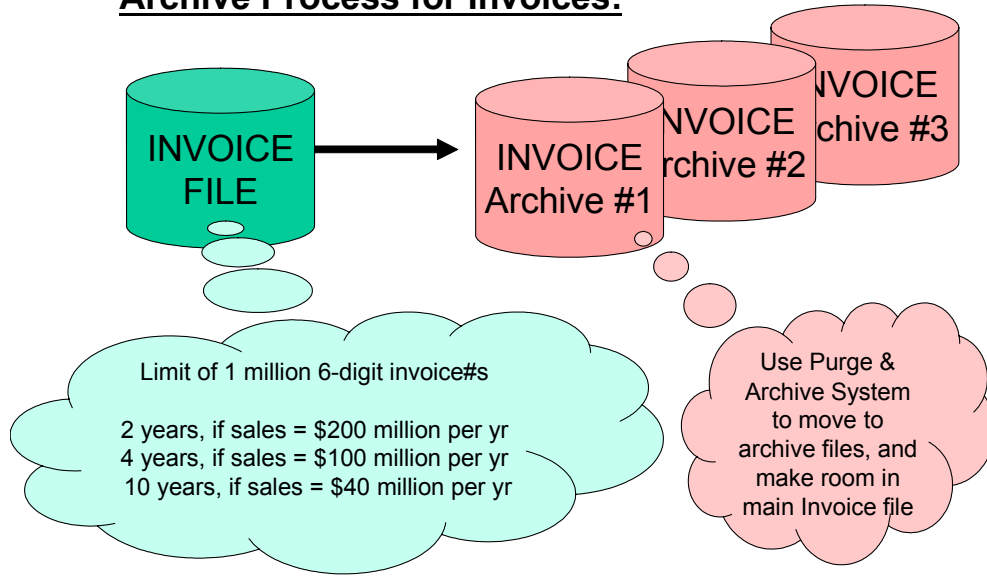 Archive Process for Invoices:
INVOICE
FILE
INVOICE
Archive #1
NVOICE
rchive #2
NVOICE
chive #3
Limit of 1 million 6-digit invoice#s
2 years, if sales = $200 million per yr
4 years, if sales = $100 million per yr
10 years, if sales = $40 million per yr
Use Purge &
Archive System
to move to
archive files, and
make room in
main Invoice file